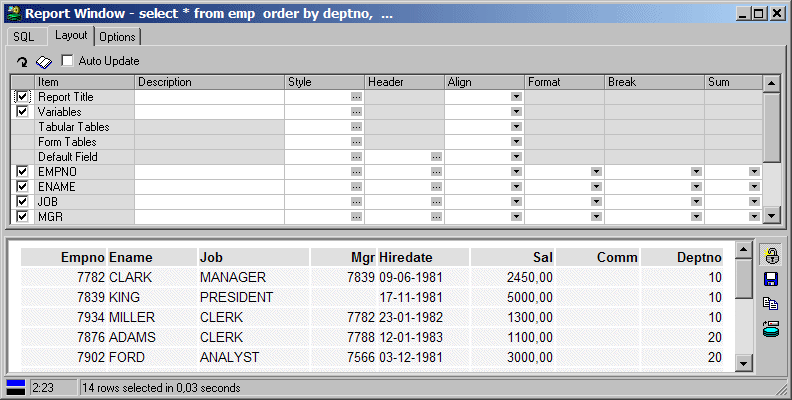 Report Window - select * from emp order by deptno, ...
SQL Layout Options
Auto Update
Item Description Style Header Align Format Break Sum
Report Title
Variables
Tabular Tables
Form Tables
Default Field
EMPNO
ENAME
JOB
MGR
Empno Ename Job Mgr Hiredate Sal Comm Deptno
7782 CLARK MANAGER 7839 09-06-1981 2450,00 10
7839 KING PRESIDENT 17-11-1981 5000,00 10
7934 MILLER CLERK 7782 23-01-1982 1300,00 10
7876 ADAMS CLERK 7788 12-01-1983 1100,00 20
7902 FORD ANALYST 7566 03-12-1981 3000,00 20
2:23 14 rows selected in 0,03 seconds